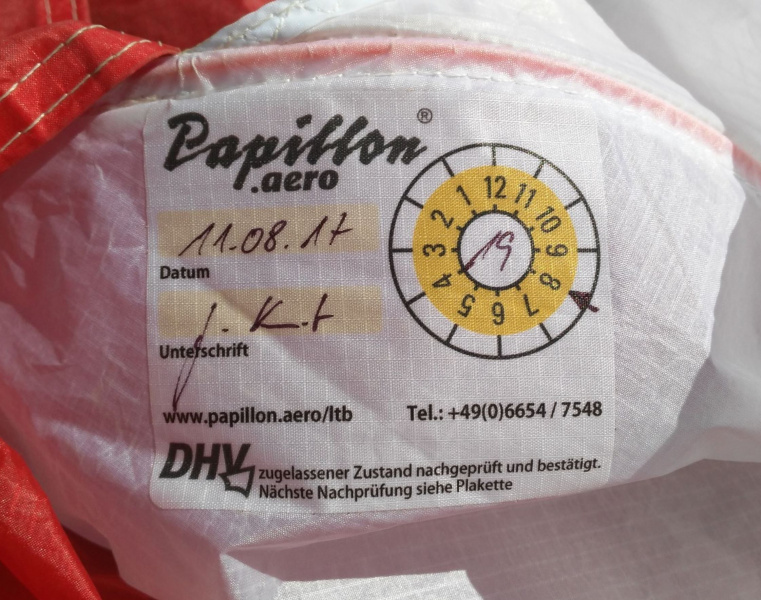 Papillon®
.aero
11.08.17
Datum
Unterschrift
12 11 10 9 8 7 6 5 4 3 2 1
19
www.papillon.aero/ltb Tel.: +49(0)6654 / 7548
DHV zugelassener Zustand nachgeprüft und bestätigt.
Nächste Nachprüfung siehe Plakette